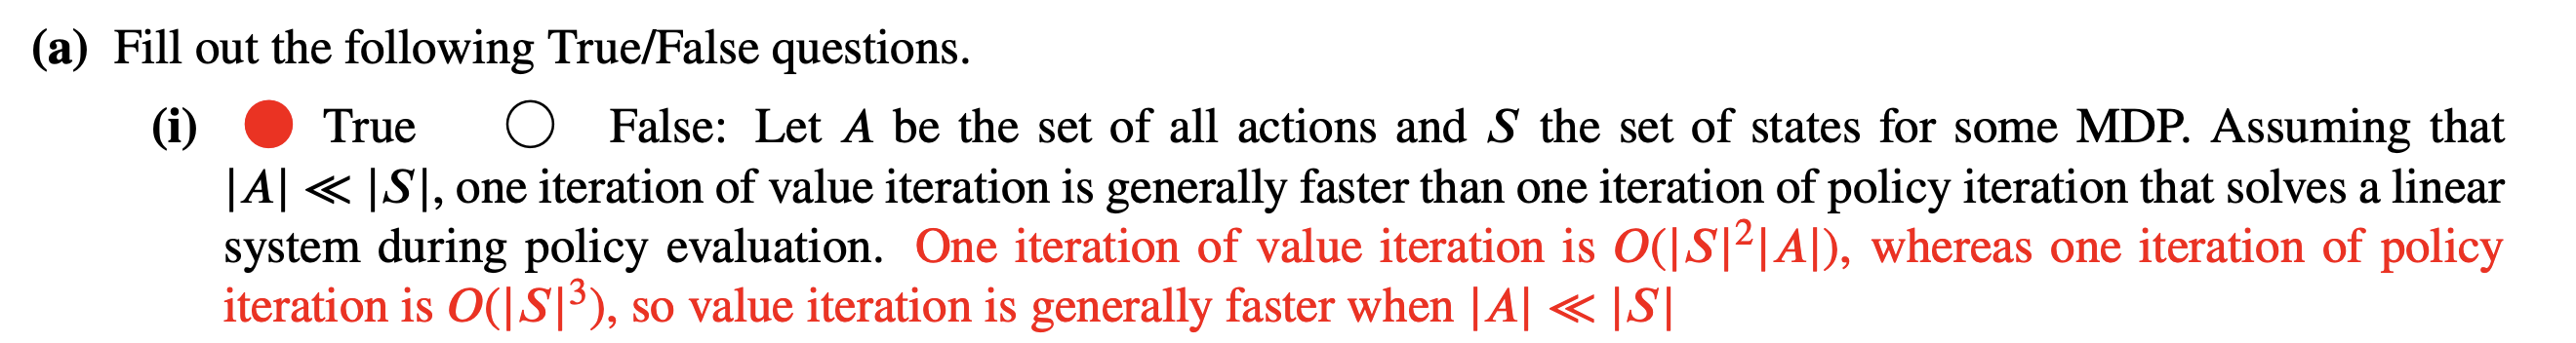 (a) Fill out the following True/False questions.
(i) True False: Let A be the set of all actions and S the set of states for some MDP. Assuming that
|A| ≪ |S|, one iteration of value iteration is generally faster than one iteration of policy iteration that solves a linear
system during policy evaluation. One iteration of value iteration is O(|S|²|A|), whereas one iteration of policy
iteration is O(|S|³), so value iteration is generally faster when |A| ≪ |S|